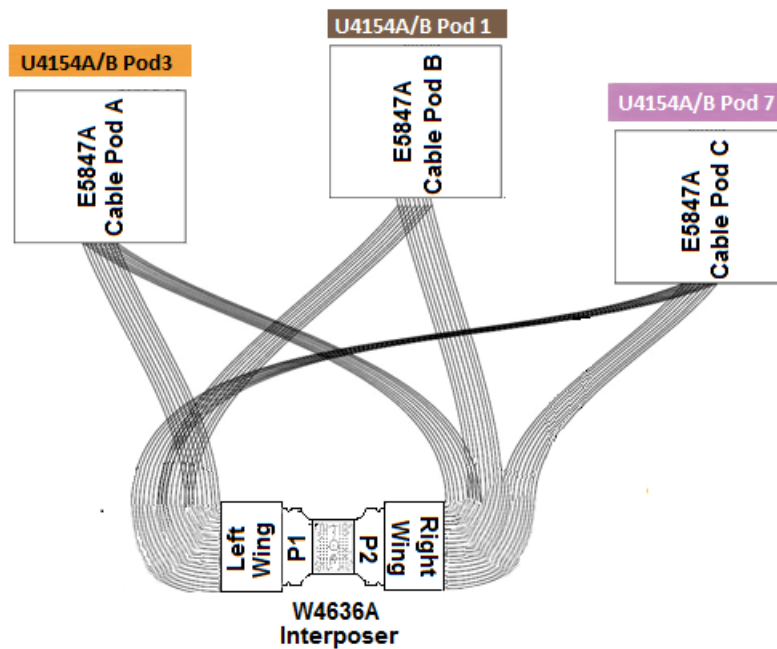 U4154A/B Pod 1
U4154A/B Pod3
U4154A/B Pod 7
E5847A
Cable Pod A
E5847A
Cable Pod B
E5847A
Cable Pod C
Left
Wing
P1
P2
Right
Wing
W4636A
Interposer